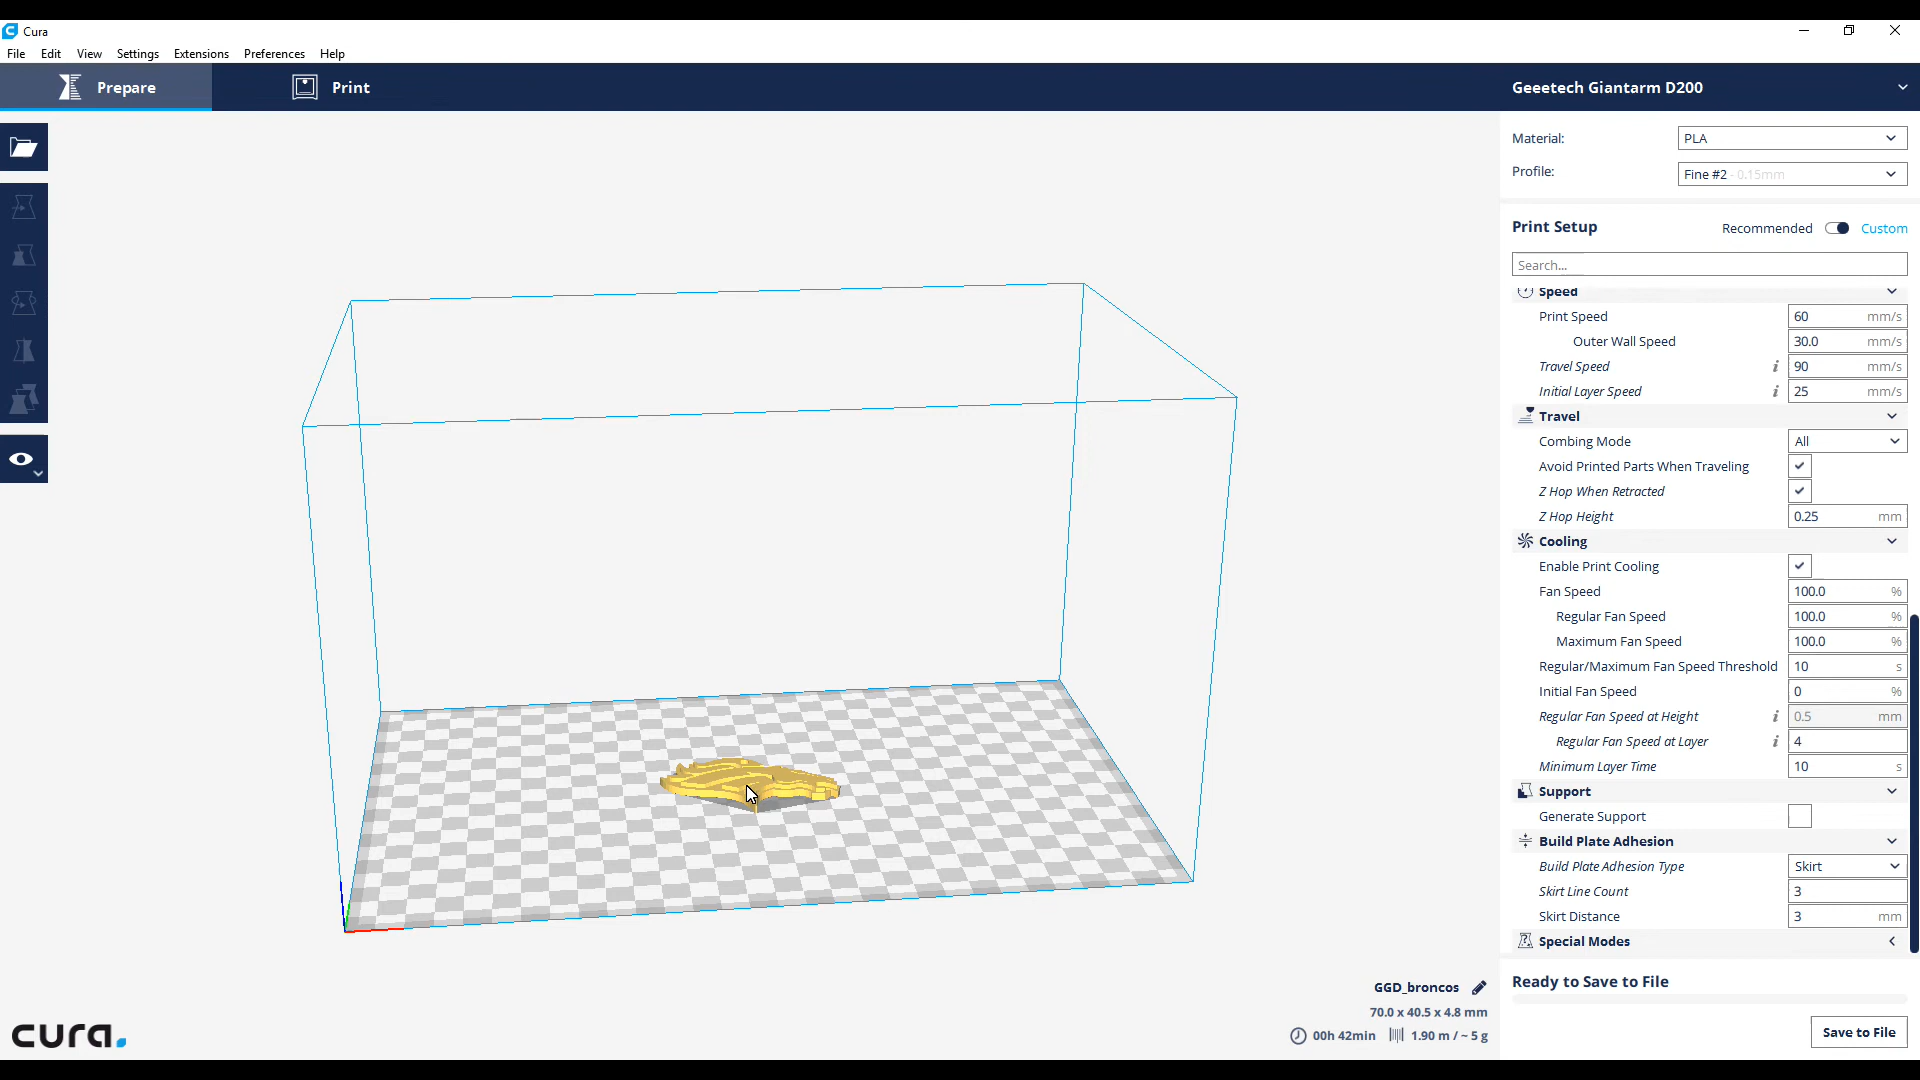 Cura
File Edit View Settings Extensions Preferences Help
Prepare Print Geeetech Giantarm D200
Material: PLA
Profile: Fine #2 - 0.15mm
Print Setup Recommended Custom
Search...
Speed
Print Speed 60 mm/s
Outer Wall Speed 30.0 mm/s
Travel Speed i 90 mm/s
Initial Layer Speed i 25 mm/s
Travel
Combing Mode All
Avoid Printed Parts When Traveling
Z Hop When Retracted
Z Hop Height 0.25 mm
Cooling
Enable Print Cooling
Fan Speed 100.0 %
Regular Fan Speed 100.0 %
Maximum Fan Speed 100.0 %
Regular/Maximum Fan Speed Threshold 10 s
Initial Fan Speed 0 %
Regular Fan Speed at Height i 0.5 mm
Regular Fan Speed at Layer i 4
Minimum Layer Time 10 s
Support
Generate Support
Build Plate Adhesion
Build Plate Adhesion Type Skirt
Skirt Line Count 3
Skirt Distance 3 mm
Special Modes
GGD_broncos
70.0 x 40.5 x 4.8 mm
00h 42min 1.90 m / ~ 5 g
Ready to Save to File
Save to File
cura.